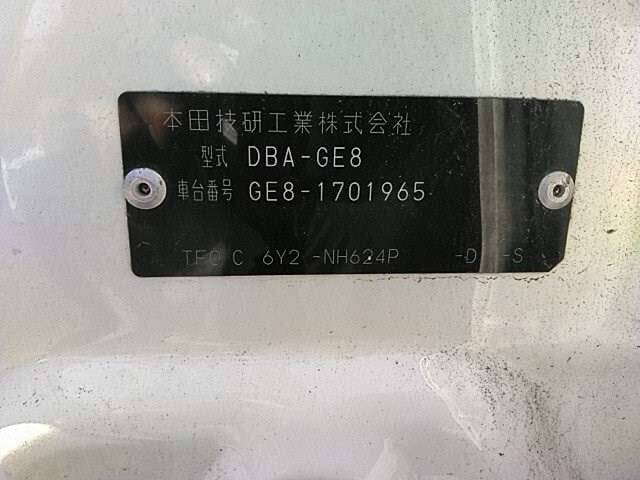 本田技研工業株式会社
型式 DBA-GE8
車台番号 GE8-1701965
6Y2 -NH624P -D -S